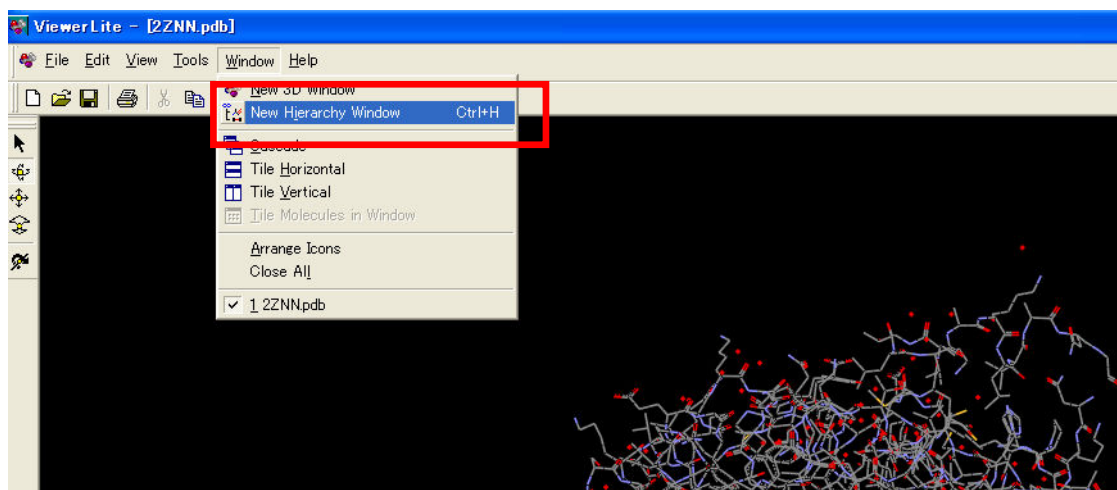 ViewerLite - [2ZNN.pdb]
File Edit View Tools Window Help
New 3D Window
New Hierarchy Window Ctrl+H
Cascade
Tile Horizontal
Tile Vertical
Tile Molecules in Window
Arrange Icons
Close All
1 2ZNN.pdb